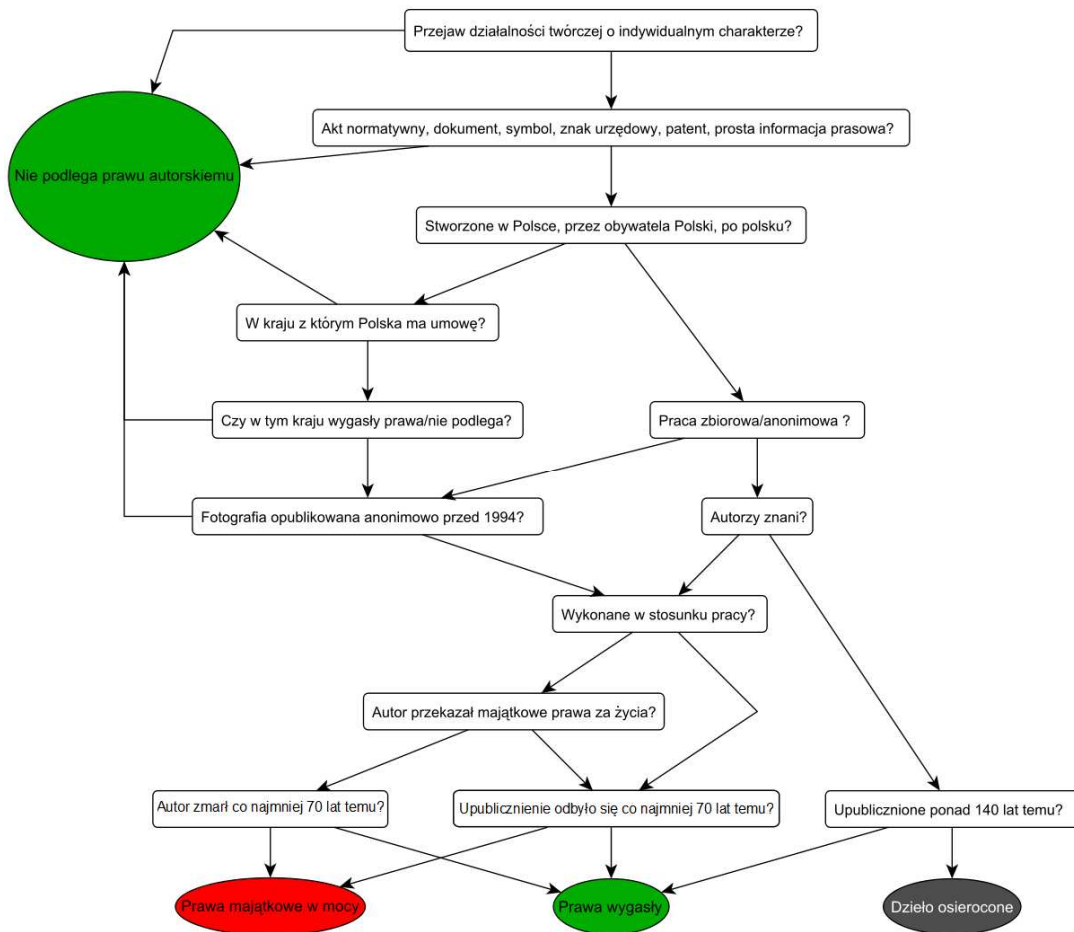 Przejaw działalności twórczej o indywidualnym charakterze?
Akt normatywny, dokument, symbol, znak urzędowy, patent, prosta informacja prasowa?
Nie podlega prawu autorskiemu
Stworzone w Polsce, przez obywatela Polski, po polsku?
W kraju z którym Polska ma umowę?
Czy w tym kraju wygasły prawa/nie podlega?
Praca zbiorowa/anonimowa ?
Fotografia opublikowana anonimowo przed 1994?
Autorzy znani?
Wykonane w stosunku pracy?
Autor przekazał majątkowe prawa za życia?
Autor zmarł co najmniej 70 lat temu?
Upublicznienie odbyło się co najmniej 70 lat temu?
Upublicznione ponad 140 lat temu?
Prawa majątkowe w mocy
Prawa wygasły
Dzieło osierocone